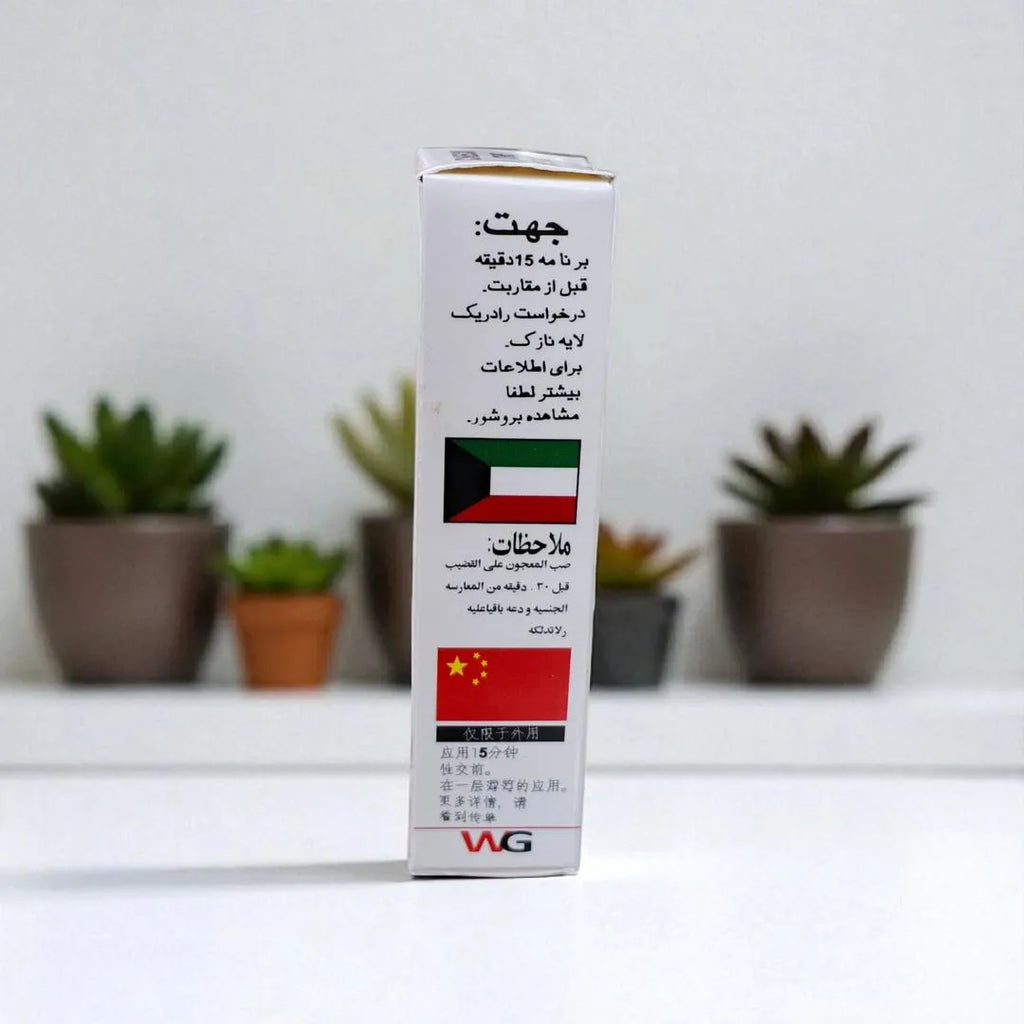 جهت:
برنامه 15دقیقه
قبل از مقاربت.
درخواست رادریک
لایه نازک.
برای اطلاعات
بیشتر لطفا
مشاهده بروشور.
ملاحظات:
صب المعجون على القضيب
قبل ٣٠. دقيقه من المعارسه
الجنسيه ودعه باقياعليه
ولاتدلكه
仅限于外用
应用15分钟
性交前。
在一层薄薄的应用。
更多详情，请
看到传单
WG